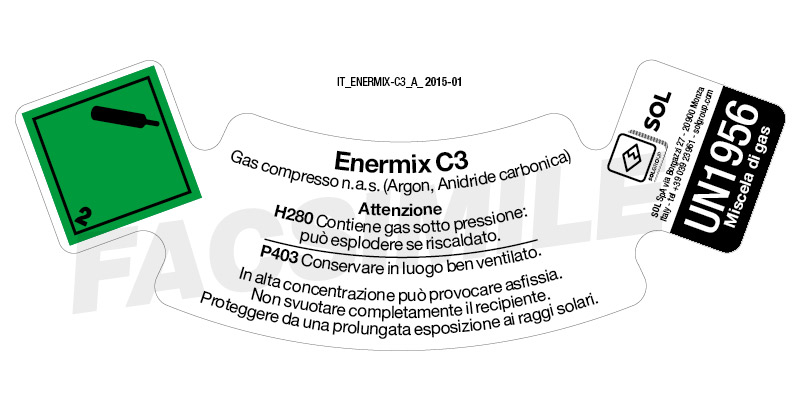 IT_ENERMIX-C3_A_ 2015-01
2
Enermix C3
Gas compresso n.a.s. (Argon, Anidride carbonica)
Attenzione
H280 Contiene gas sotto pressione:
può esplodere se riscaldato.
P403 Conservare in luogo ben ventilato.
In alta concentrazione può provocare asfissia.
Non svuotare completamente il recipiente.
Proteggere da una prolungata esposizione ai raggi solari.
FACSIMILE
SOL
SOLGROUP
SOL SpA via Borgazzi 27 - 20900 Monza
Italy - tel +39 039 23961 - solgroup.com
UN1956
Miscela di gas